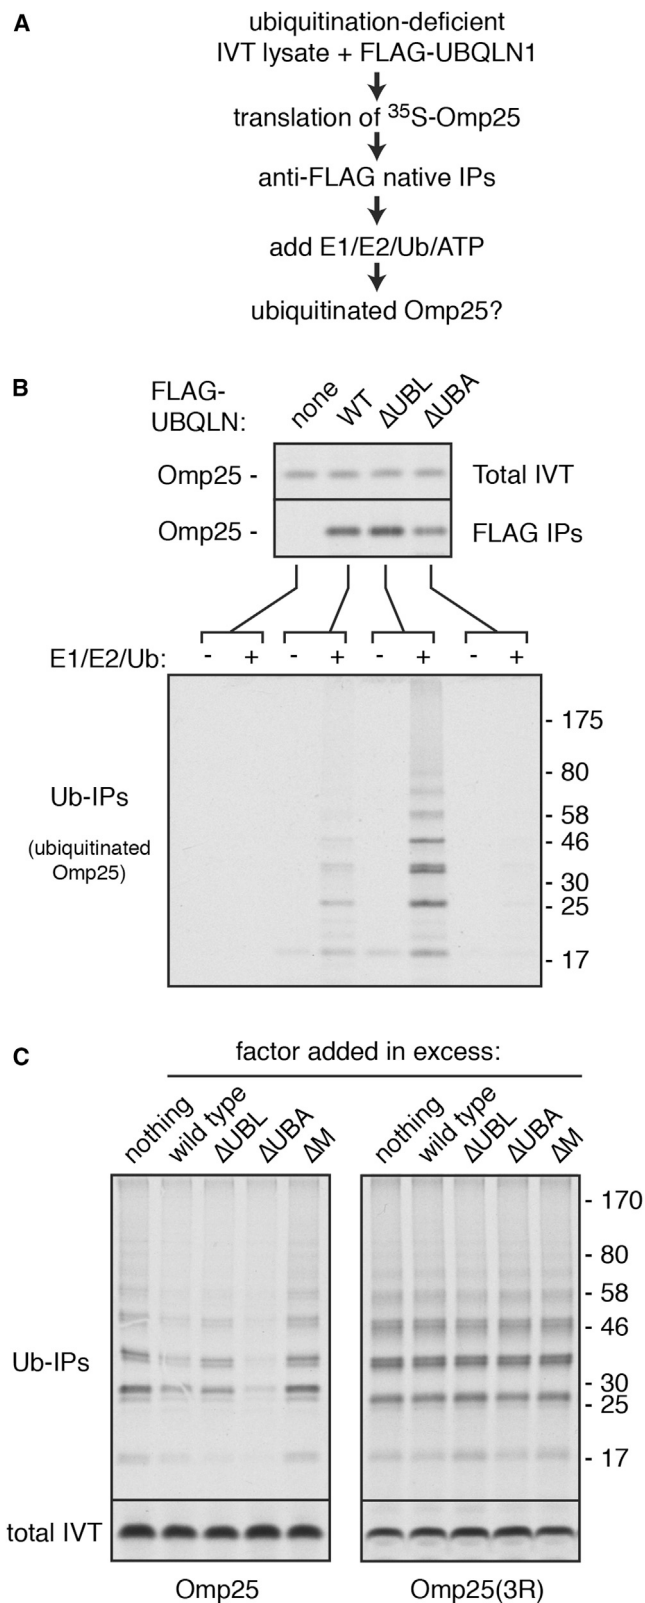 A
ubiquitination-deficient
IVT lysate + FLAG-UBQLN1
translation of ³⁵S-Omp25
anti-FLAG native IPs
add E1/E2/Ub/ATP
ubiquitinated Omp25?
B
FLAG-
UBQLN:
none WT ΔUBL ΔUBA
Omp25 - Total IVT
Omp25 - FLAG IPs
E1/E2/Ub: - + - + - + - +
- 175
- 80
- 58
- 46
- 30
- 25
- 17
Ub-IPs
(ubiquitinated
Omp25)
C
factor added in excess:
nothing wild type ΔUBL ΔUBA ΔM nothing wild type ΔUBL ΔUBA ΔM
- 170
- 80
- 58
- 46
- 30
- 25
- 17
Ub-IPs
total IVT
Omp25 Omp25(3R)